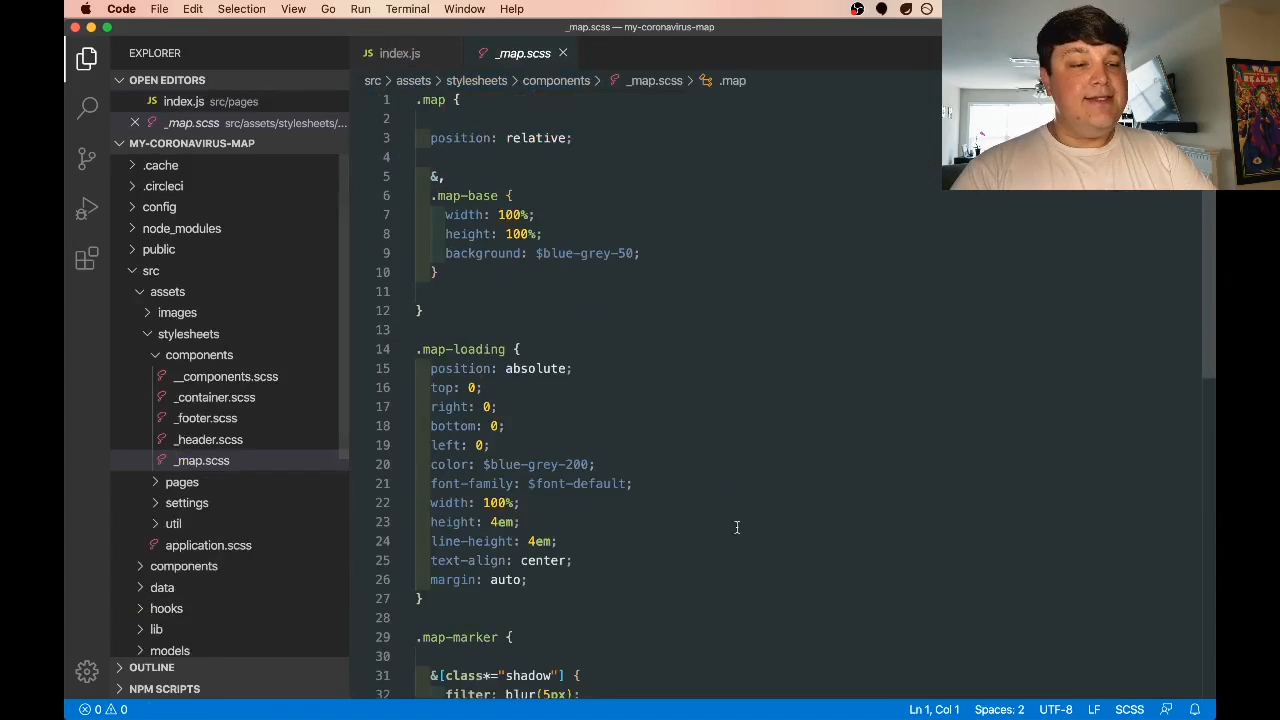 Code File Edit Selection View Go Run Terminal Window Help
_map.scss — my-coronavirus-map
EXPLORER
OPEN EDITORS
JS index.js src/pages
_map.scss src/assets/stylesheets/...
MY-CORONAVIRUS-MAP
.cache
.circleci
config
node_modules
public
src
assets
images
stylesheets
components
__components.scss
_container.scss
_footer.scss
_header.scss
_map.scss
pages
settings
util
application.scss
components
data
hooks
lib
models
OUTLINE
NPM SCRIPTS
JS index.js _map.scss
src > assets > stylesheets > components > _map.scss > .map
1 .map {
2
3 position: relative;
4
5 &,
6 .map-base {
7 width: 100%;
8 height: 100%;
9 background: $blue-grey-50;
10 }
11
12 }
13
14 .map-loading {
15 position: absolute;
16 top: 0;
17 right: 0;
18 bottom: 0;
19 left: 0;
20 color: $blue-grey-200;
21 font-family: $font-default;
22 width: 100%;
23 height: 4em;
24 line-height: 4em;
25 text-align: center;
26 margin: auto;
27 }
28
29 .map-marker {
30
31 &[class*="shadow"] {
32 filter: blur(5px);
0 0 Ln 1, Col 1 Spaces: 2 UTF-8 LF SCSS